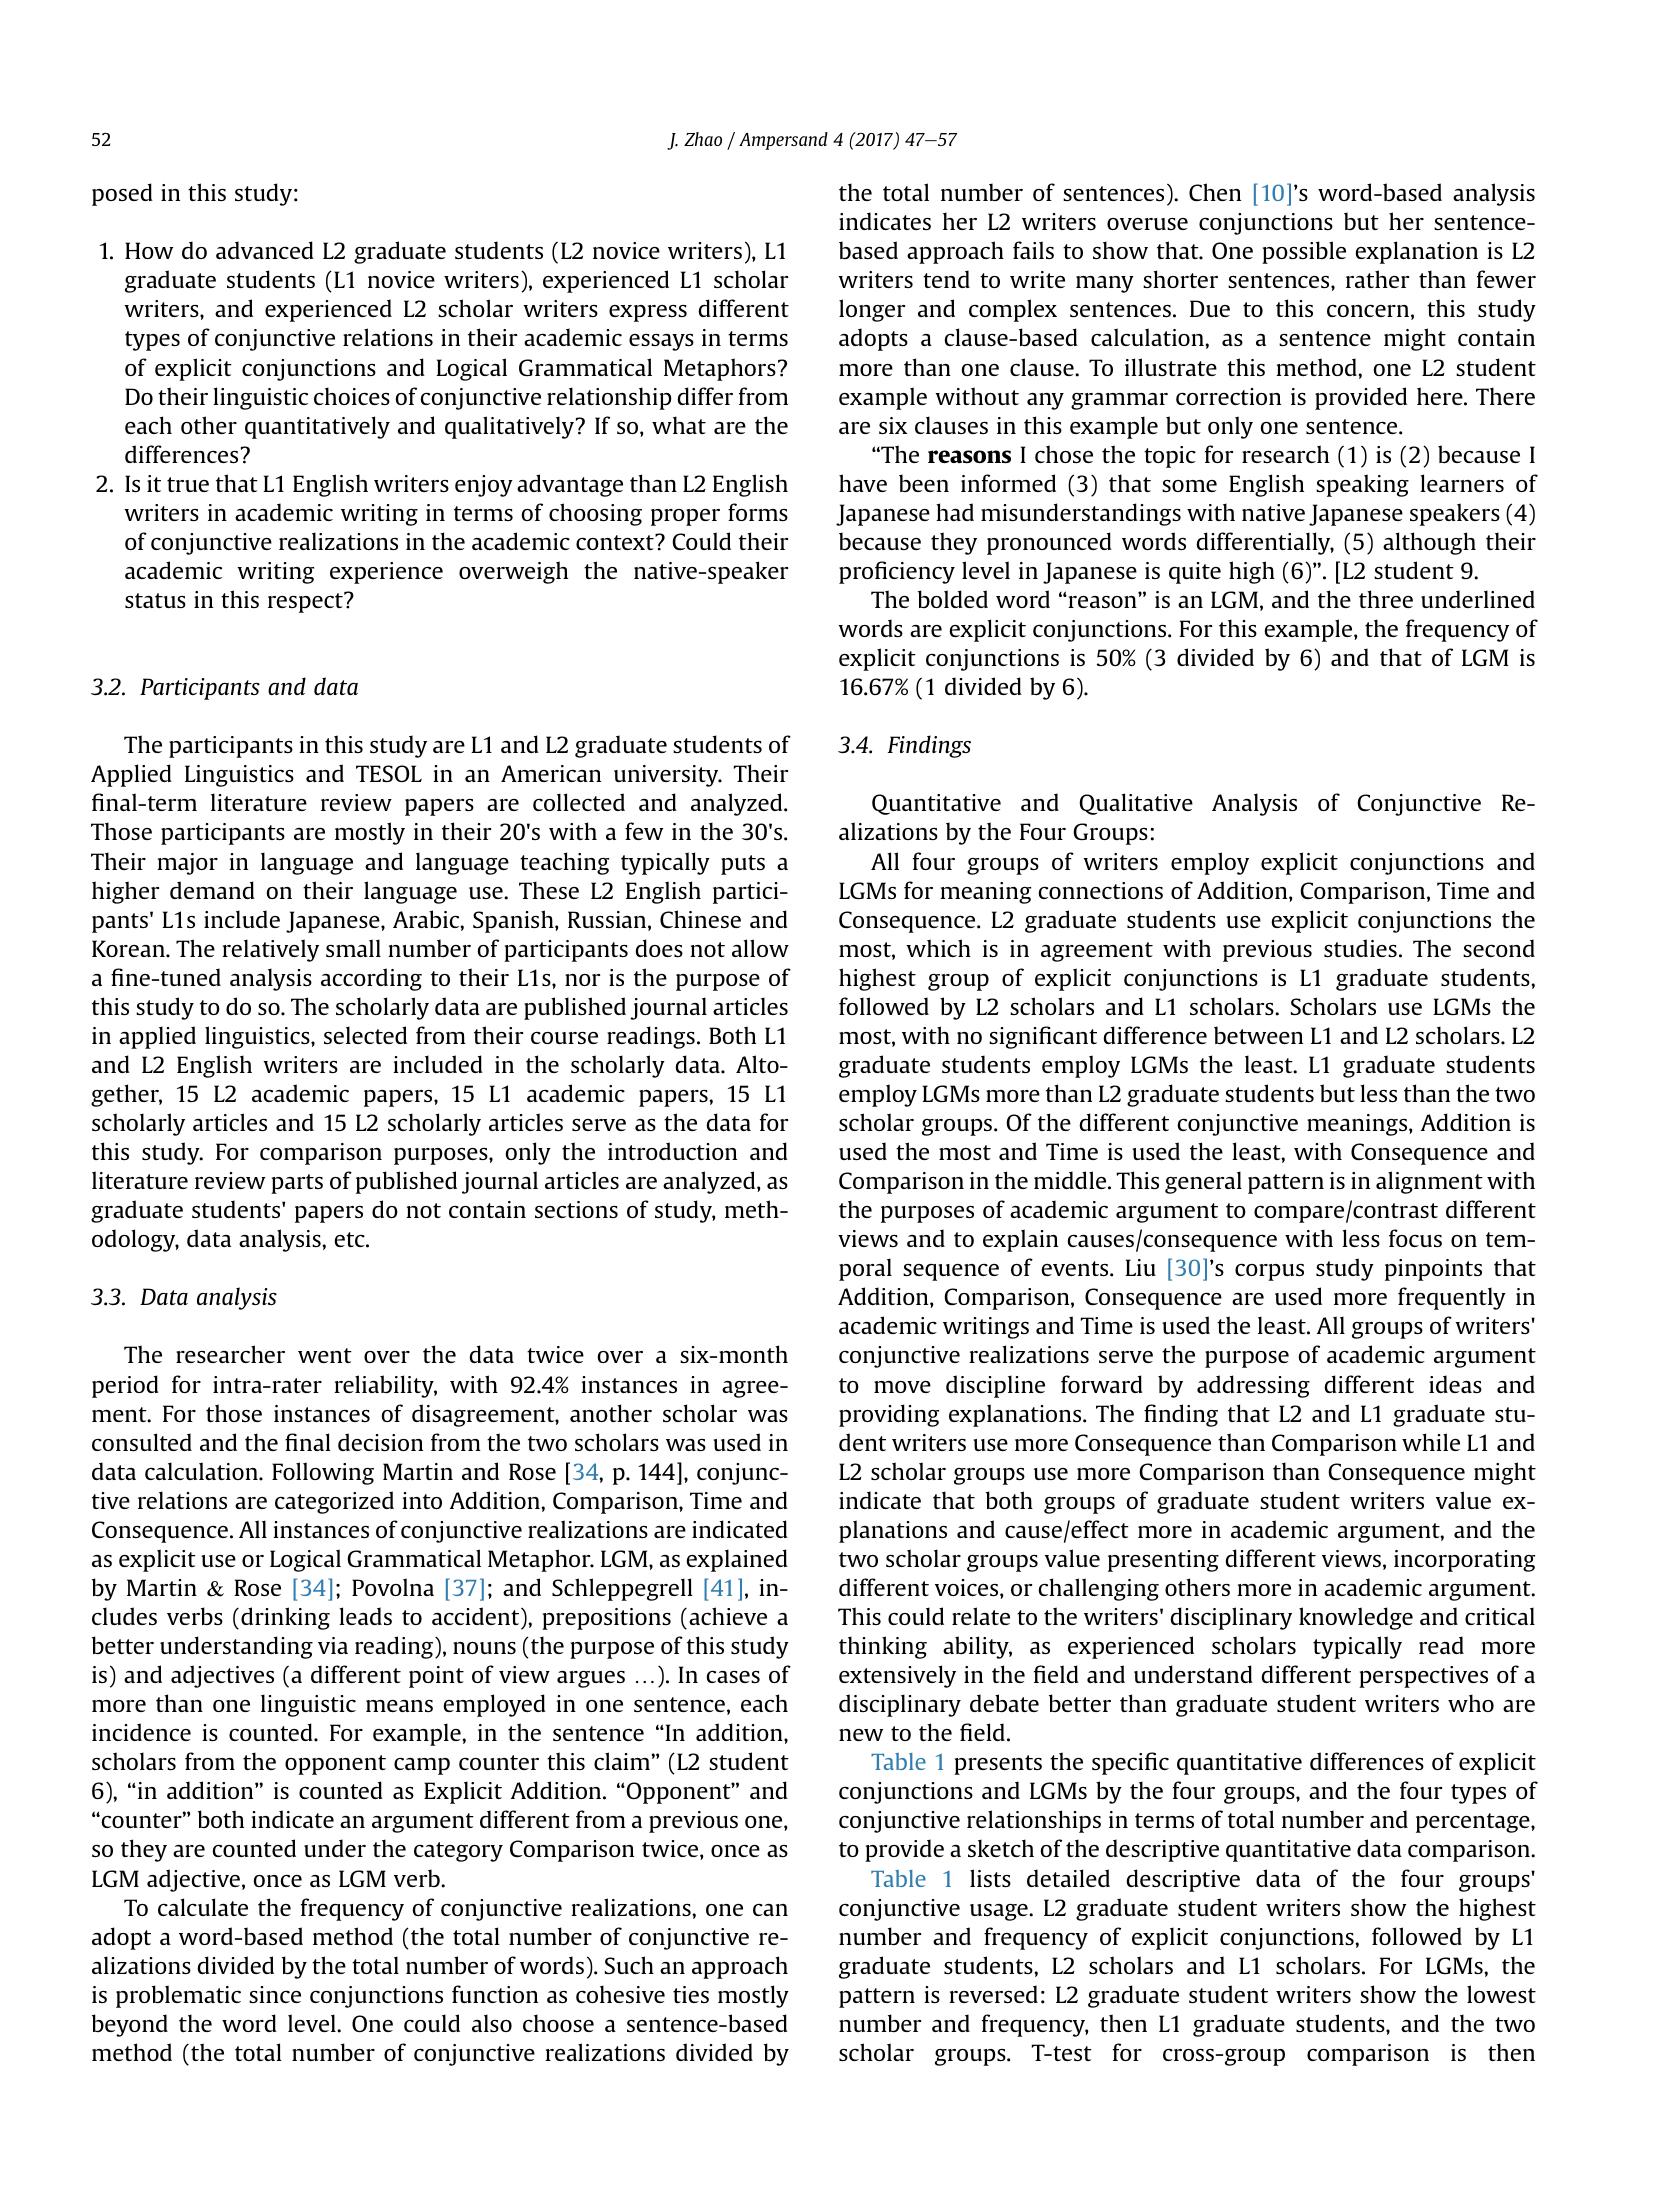 52
J. Zhao / Ampersand 4 (2017) 47–57
posed in this study:
1. How do advanced L2 graduate students (L2 novice writers), L1
graduate students (L1 novice writers), experienced L1 scholar
writers, and experienced L2 scholar writers express different
types of conjunctive relations in their academic essays in terms
of explicit conjunctions and Logical Grammatical Metaphors?
Do their linguistic choices of conjunctive relationship differ from
each other quantitatively and qualitatively? If so, what are the
differences?
2. Is it true that L1 English writers enjoy advantage than L2 English
writers in academic writing in terms of choosing proper forms
of conjunctive realizations in the academic context? Could their
academic writing experience overweigh the native-speaker
status in this respect?
3.2. Participants and data
The participants in this study are L1 and L2 graduate students of
Applied Linguistics and TESOL in an American university. Their
final-term literature review papers are collected and analyzed.
Those participants are mostly in their 20's with a few in the 30's.
Their major in language and language teaching typically puts a
higher demand on their language use. These L2 English partici-
pants' L1s include Japanese, Arabic, Spanish, Russian, Chinese and
Korean. The relatively small number of participants does not allow
a fine-tuned analysis according to their L1s, nor is the purpose of
this study to do so. The scholarly data are published journal articles
in applied linguistics, selected from their course readings. Both L1
and L2 English writers are included in the scholarly data. Alto-
gether, 15 L2 academic papers, 15 L1 academic papers, 15 L1
scholarly articles and 15 L2 scholarly articles serve as the data for
this study. For comparison purposes, only the introduction and
literature review parts of published journal articles are analyzed, as
graduate students' papers do not contain sections of study, meth-
odology, data analysis, etc.
3.3. Data analysis
The researcher went over the data twice over a six-month
period for intra-rater reliability, with 92.4% instances in agree-
ment. For those instances of disagreement, another scholar was
consulted and the final decision from the two scholars was used in
data calculation. Following Martin and Rose [34, p. 144], conjunc-
tive relations are categorized into Addition, Comparison, Time and
Consequence. All instances of conjunctive realizations are indicated
as explicit use or Logical Grammatical Metaphor. LGM, as explained
by Martin & Rose [34]; Povolna [37]; and Schleppegrell [41], in-
cludes verbs (drinking leads to accident), prepositions (achieve a
better understanding via reading), nouns (the purpose of this study
is) and adjectives (a different point of view argues …). In cases of
more than one linguistic means employed in one sentence, each
incidence is counted. For example, in the sentence “In addition,
scholars from the opponent camp counter this claim” (L2 student
6), “in addition” is counted as Explicit Addition. “Opponent” and
“counter” both indicate an argument different from a previous one,
so they are counted under the category Comparison twice, once as
LGM adjective, once as LGM verb.
To calculate the frequency of conjunctive realizations, one can
adopt a word-based method (the total number of conjunctive re-
alizations divided by the total number of words). Such an approach
is problematic since conjunctions function as cohesive ties mostly
beyond the word level. One could also choose a sentence-based
method (the total number of conjunctive realizations divided by
the total number of sentences). Chen [10]’s word-based analysis
indicates her L2 writers overuse conjunctions but her sentence-
based approach fails to show that. One possible explanation is L2
writers tend to write many shorter sentences, rather than fewer
longer and complex sentences. Due to this concern, this study
adopts a clause-based calculation, as a sentence might contain
more than one clause. To illustrate this method, one L2 student
example without any grammar correction is provided here. There
are six clauses in this example but only one sentence.
“The reasons I chose the topic for research (1) is (2) because I
have been informed (3) that some English speaking learners of
Japanese had misunderstandings with native Japanese speakers (4)
because they pronounced words differentially, (5) although their
proficiency level in Japanese is quite high (6)”. [L2 student 9.
The bolded word “reason” is an LGM, and the three underlined
words are explicit conjunctions. For this example, the frequency of
explicit conjunctions is 50% (3 divided by 6) and that of LGM is
16.67% (1 divided by 6).
3.4. Findings
Quantitative and Qualitative Analysis of Conjunctive Re-
alizations by the Four Groups:
All four groups of writers employ explicit conjunctions and
LGMs for meaning connections of Addition, Comparison, Time and
Consequence. L2 graduate students use explicit conjunctions the
most, which is in agreement with previous studies. The second
highest group of explicit conjunctions is L1 graduate students,
followed by L2 scholars and L1 scholars. Scholars use LGMs the
most, with no significant difference between L1 and L2 scholars. L2
graduate students employ LGMs the least. L1 graduate students
employ LGMs more than L2 graduate students but less than the two
scholar groups. Of the different conjunctive meanings, Addition is
used the most and Time is used the least, with Consequence and
Comparison in the middle. This general pattern is in alignment with
the purposes of academic argument to compare/contrast different
views and to explain causes/consequence with less focus on tem-
poral sequence of events. Liu [30]’s corpus study pinpoints that
Addition, Comparison, Consequence are used more frequently in
academic writings and Time is used the least. All groups of writers'
conjunctive realizations serve the purpose of academic argument
to move discipline forward by addressing different ideas and
providing explanations. The finding that L2 and L1 graduate stu-
dent writers use more Consequence than Comparison while L1 and
L2 scholar groups use more Comparison than Consequence might
indicate that both groups of graduate student writers value ex-
planations and cause/effect more in academic argument, and the
two scholar groups value presenting different views, incorporating
different voices, or challenging others more in academic argument.
This could relate to the writers' disciplinary knowledge and critical
thinking ability, as experienced scholars typically read more
extensively in the field and understand different perspectives of a
disciplinary debate better than graduate student writers who are
new to the field.
Table 1 presents the specific quantitative differences of explicit
conjunctions and LGMs by the four groups, and the four types of
conjunctive relationships in terms of total number and percentage,
to provide a sketch of the descriptive quantitative data comparison.
Table 1 lists detailed descriptive data of the four groups'
conjunctive usage. L2 graduate student writers show the highest
number and frequency of explicit conjunctions, followed by L1
graduate students, L2 scholars and L1 scholars. For LGMs, the
pattern is reversed: L2 graduate student writers show the lowest
number and frequency, then L1 graduate students, and the two
scholar groups. T-test for cross-group comparison is then